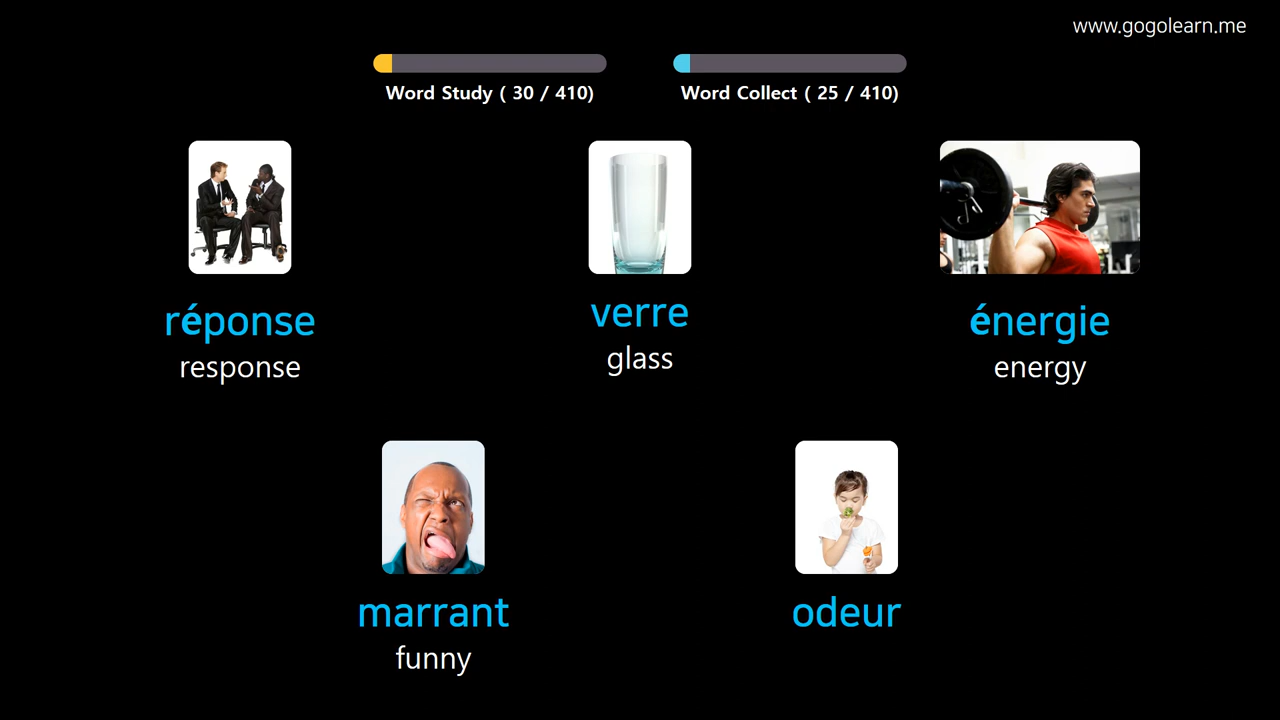 www.gogolearn.me
Word Study ( 30 / 410)
Word Collect ( 25 / 410)
réponse
response
verre
glass
énergie
energy
marrant
funny
odeur